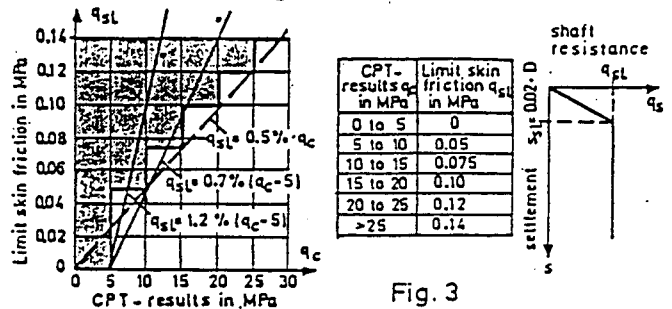 q_sL
Limit skin friction in MPa
0.14
0.12
0.10
0.08
0.06
0.04
0.02
0
q_sL=0.5%·q_c
q_sL=0.7%(q_c-5)
q_sL=1.2%(q_c-5)
0 5 10 15 20 25 30
q_c
CPT-results in MPa
CPT- Limit skin
results q_c friction q_sL
in MPa in MPa
0 to 5 0
5 to 10 0.05
10 to 15 0.075
15 to 20 0.10
20 to 25 0.12
>25 0.14
Fig. 3
shaft
resistance
q_sL
q_s
s_sL=0.02·D
settlement
s